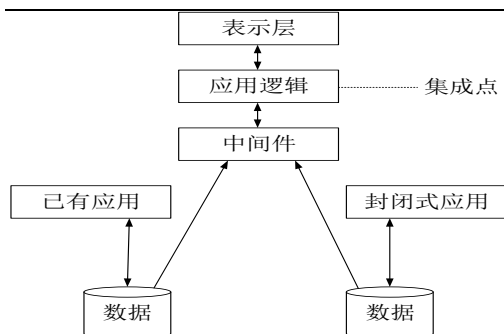 表示层
应用逻辑
集成点
中间件
已有应用
封闭式应用
数据
数据